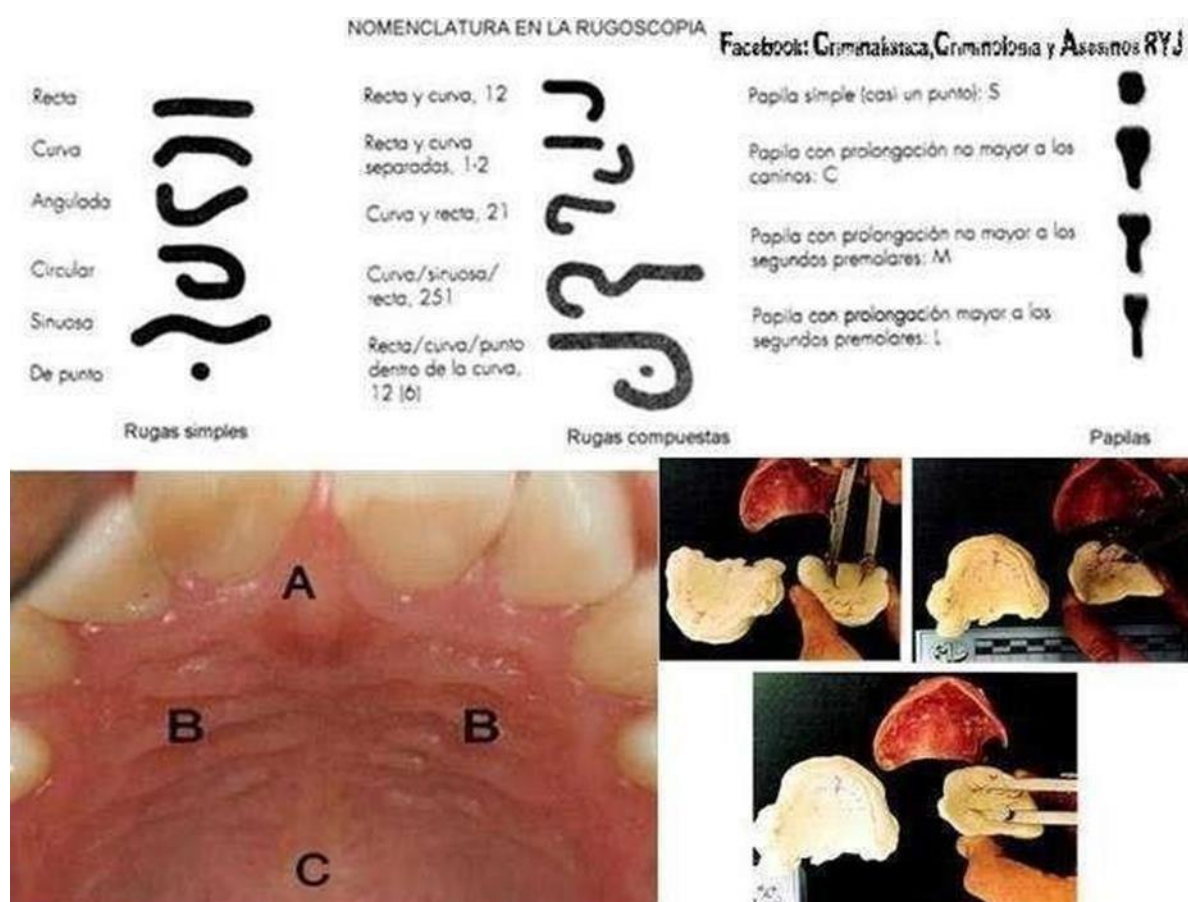 NOMENCLATURA EN LA RUGOSCOPIA
Facebook: Criminalistica,Criminologia y Asesinos RYJ
Recta
Curva
Angulada
Circular
Sinuosa
De punto
Rugas simples
Recta y curva, 12
Recta y curva
separadas, 1-2
Curva y recta, 21
Curva/sinuosa/
recta, 251
Recta/curva/punto
dentro de la curva,
12 (6)
Rugas compuestas
Papila simple (casi un punto): S
Papila con prolongación no mayor a los
caninos: C
Papila con prolongación no mayor a los
segundos premolares: M
Papila con prolongación mayor a los
segundos premolares: L
Papilas
A
B
B
C